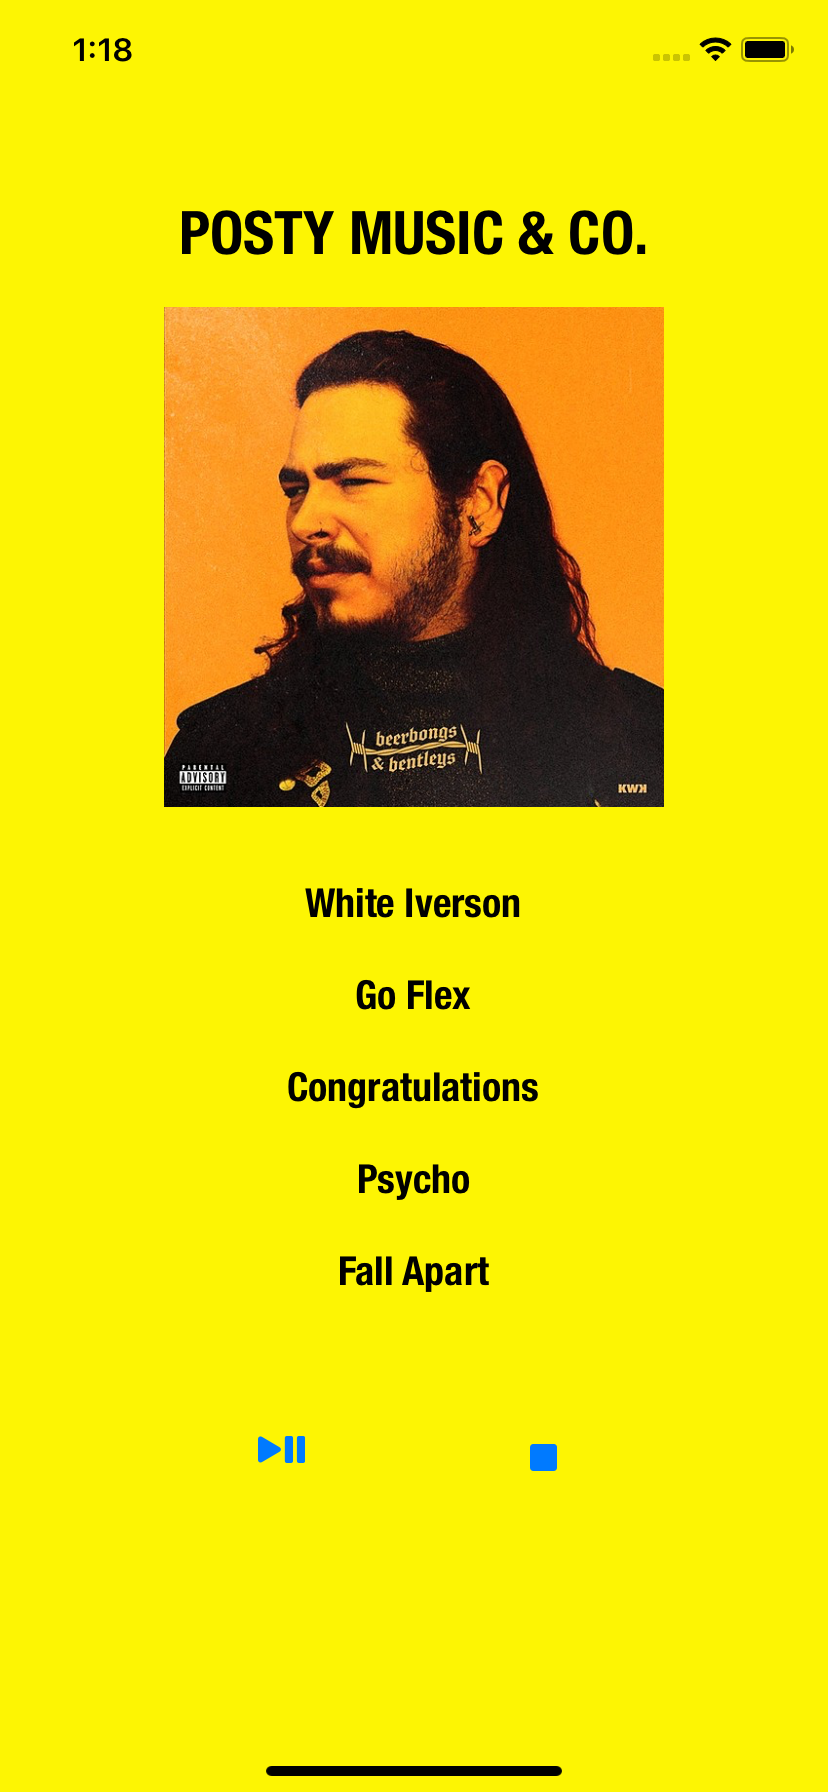 1:18
POSTY MUSIC & CO.
beerbongs
& bentleys
PARENTAL
ADVISORY
EXPLICIT CONTENT
KWK
White Iverson
Go Flex
Congratulations
Psycho
Fall Apart